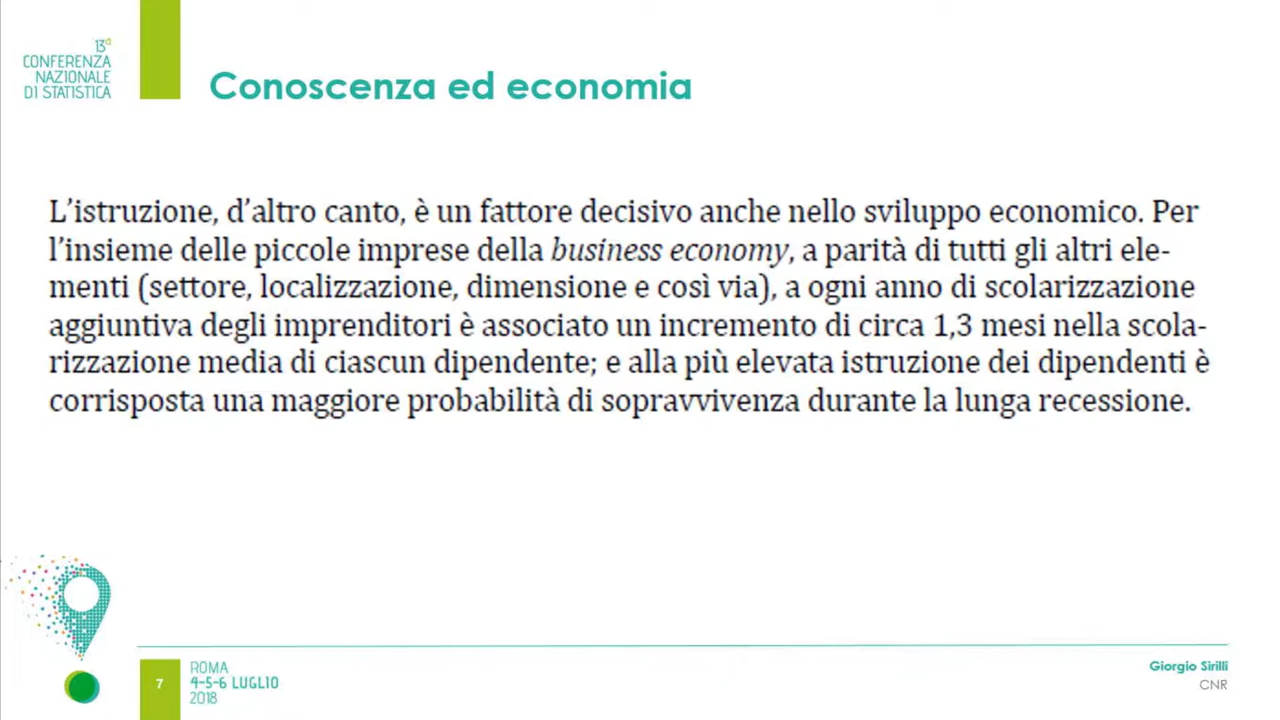 13a
CONFERENZA
NAZIONALE
DI STATISTICA
Conoscenza ed economia
L’istruzione, d’altro canto, è un fattore decisivo anche nello sviluppo economico. Per
l’insieme delle piccole imprese della business economy, a parità di tutti gli altri ele-
menti (settore, localizzazione, dimensione e così via), a ogni anno di scolarizzazione
aggiuntiva degli imprenditori è associato un incremento di circa 1,3 mesi nella scola-
rizzazione media di ciascun dipendente; e alla più elevata istruzione dei dipendenti è
corrisposta una maggiore probabilità di sopravvivenza durante la lunga recessione.
7
ROMA
4-5-6 LUGLIO
2018
Giorgio Sirilli
CNR